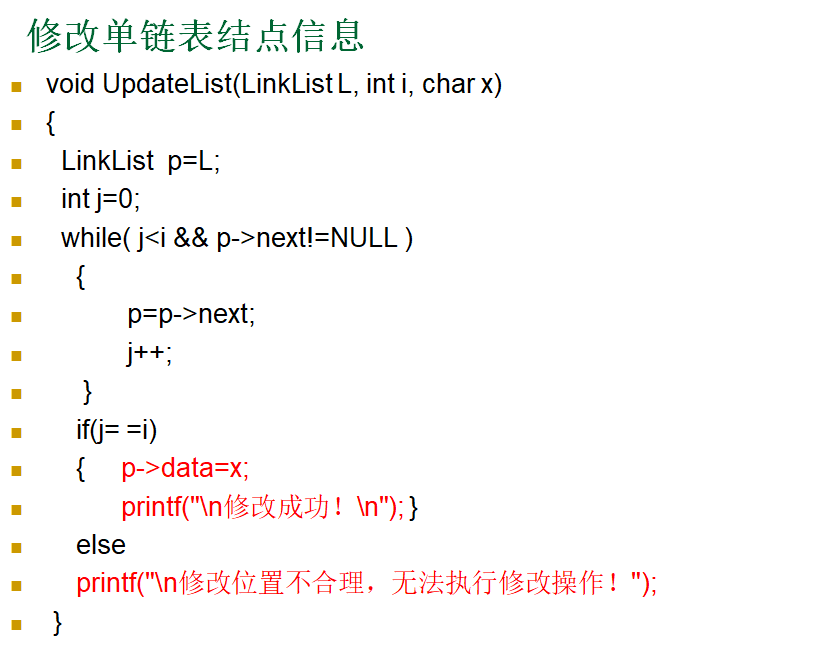 修改单链表结点信息
void UpdateList(LinkList L, int i, char x)
{
LinkList p=L;
int j=0;
while( j<i && p->next!=NULL )
{
p=p->next;
j++;
}
if(j= =i)
{ p->data=x;
printf("\n修改成功！\n"); }
else
printf("\n修改位置不合理，无法执行修改操作！");
}